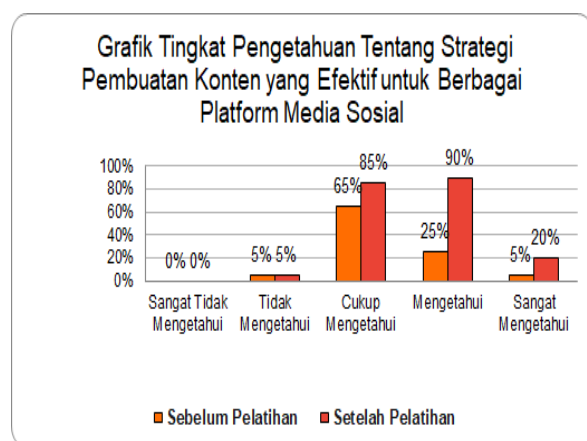 Grafik Tingkat Pengetahuan Tentang Strategi
Pembuatan Konten yang Efektif untuk Berbagai
Platform Media Sosial
100%
80%
60%
40%
20%
0%
0% 0%
5% 5%
65% 85%
25% 90%
5% 20%
Sangat Tidak
Mengetahui
Tidak
Mengetahui
Cukup
Mengetahui
Mengetahui
Sangat
Mengetahui
Sebelum Pelatihan Setelah Pelatihan